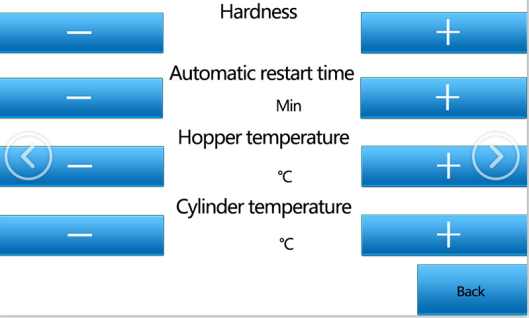 Hardness
Automatic restart time
Min
Hopper temperature
℃
Cylinder temperature
℃
Back